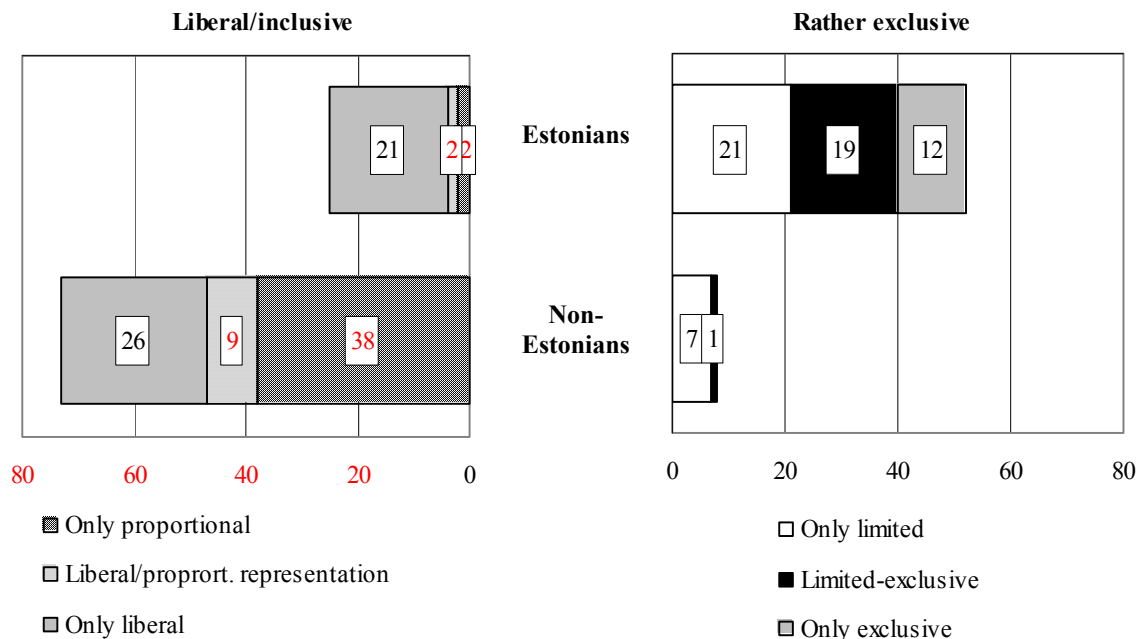 Liberal/inclusive
Rather exclusive
21
2
2
Estonians
21
19
12
26
9
38
Non-
Estonians
7
1
80
60
40
20
0
0
20
40
60
80
Only proportional
Liberal/proprort. representation
Only liberal
Only limited
Limited-exclusive
Only exclusive